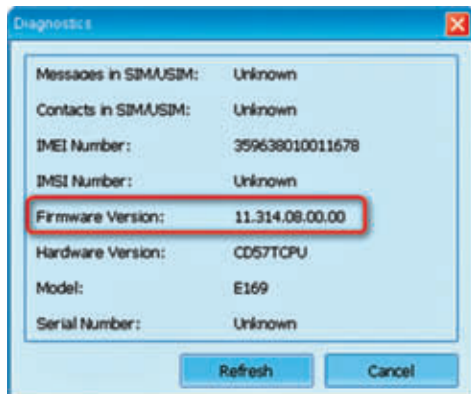 Diagnostics
Messages in SIM/USIM: Unknown
Contacts in SIM/USIM: Unknown
IMEI Number: 359638010011678
IMSI Number: Unknown
Firmware Version: 11.314.08.00.00
Hardware Version: CD57TCPU
Model: E169
Serial Number: Unknown
Refresh Cancel